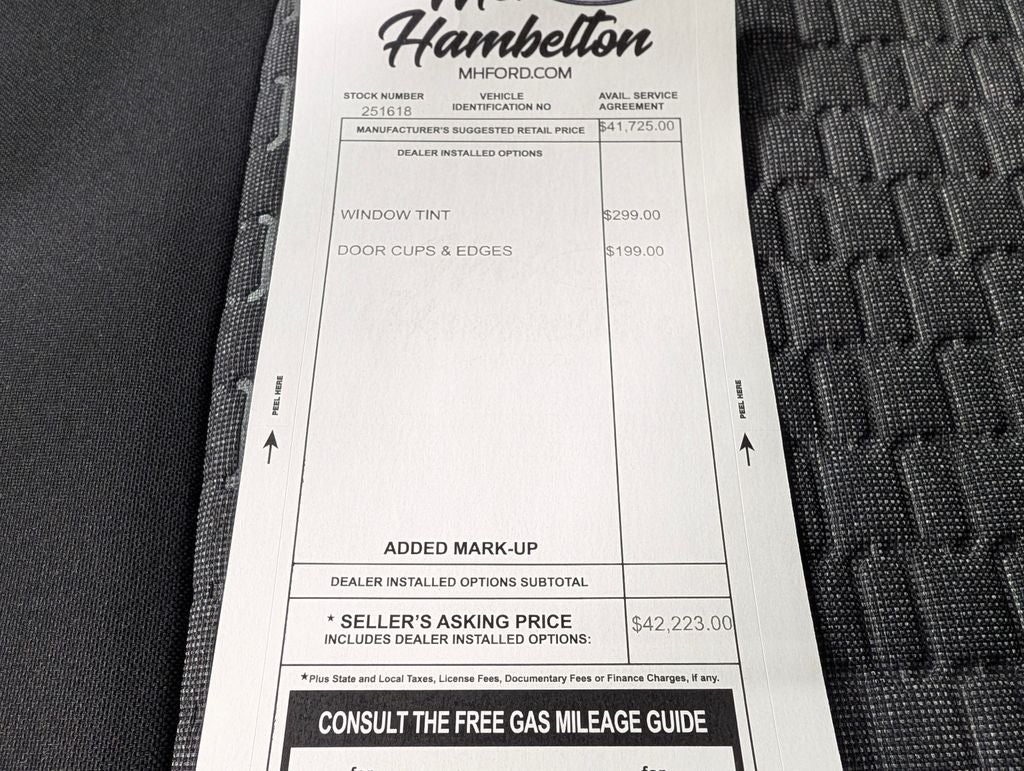 Hambelton
MHFORD.COM
STOCK NUMBER VEHICLE IDENTIFICATION NO AVAIL. SERVICE AGREEMENT
251618
MANUFACTURER'S SUGGESTED RETAIL PRICE $41,725.00
DEALER INSTALLED OPTIONS
WINDOW TINT $299.00
DOOR CUPS & EDGES $199.00
PEEL HERE PEEL HERE
ADDED MARK-UP
DEALER INSTALLED OPTIONS SUBTOTAL
* SELLER'S ASKING PRICE $42,223.00
INCLUDES DEALER INSTALLED OPTIONS:
*Plus State and Local Taxes, License Fees, Documentary Fees or Finance Charges, if any.
CONSULT THE FREE GAS MILEAGE GUIDE